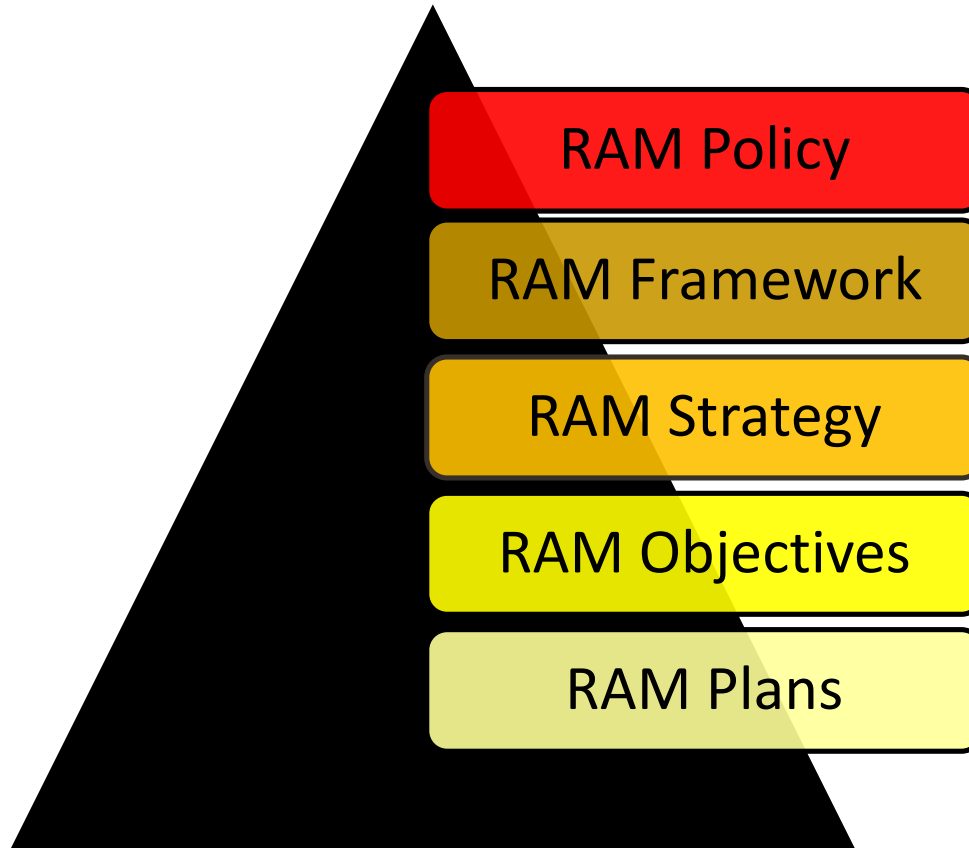 RAM Policy
RAM Framework
RAM Strategy
RAM Objectives
RAM Plans